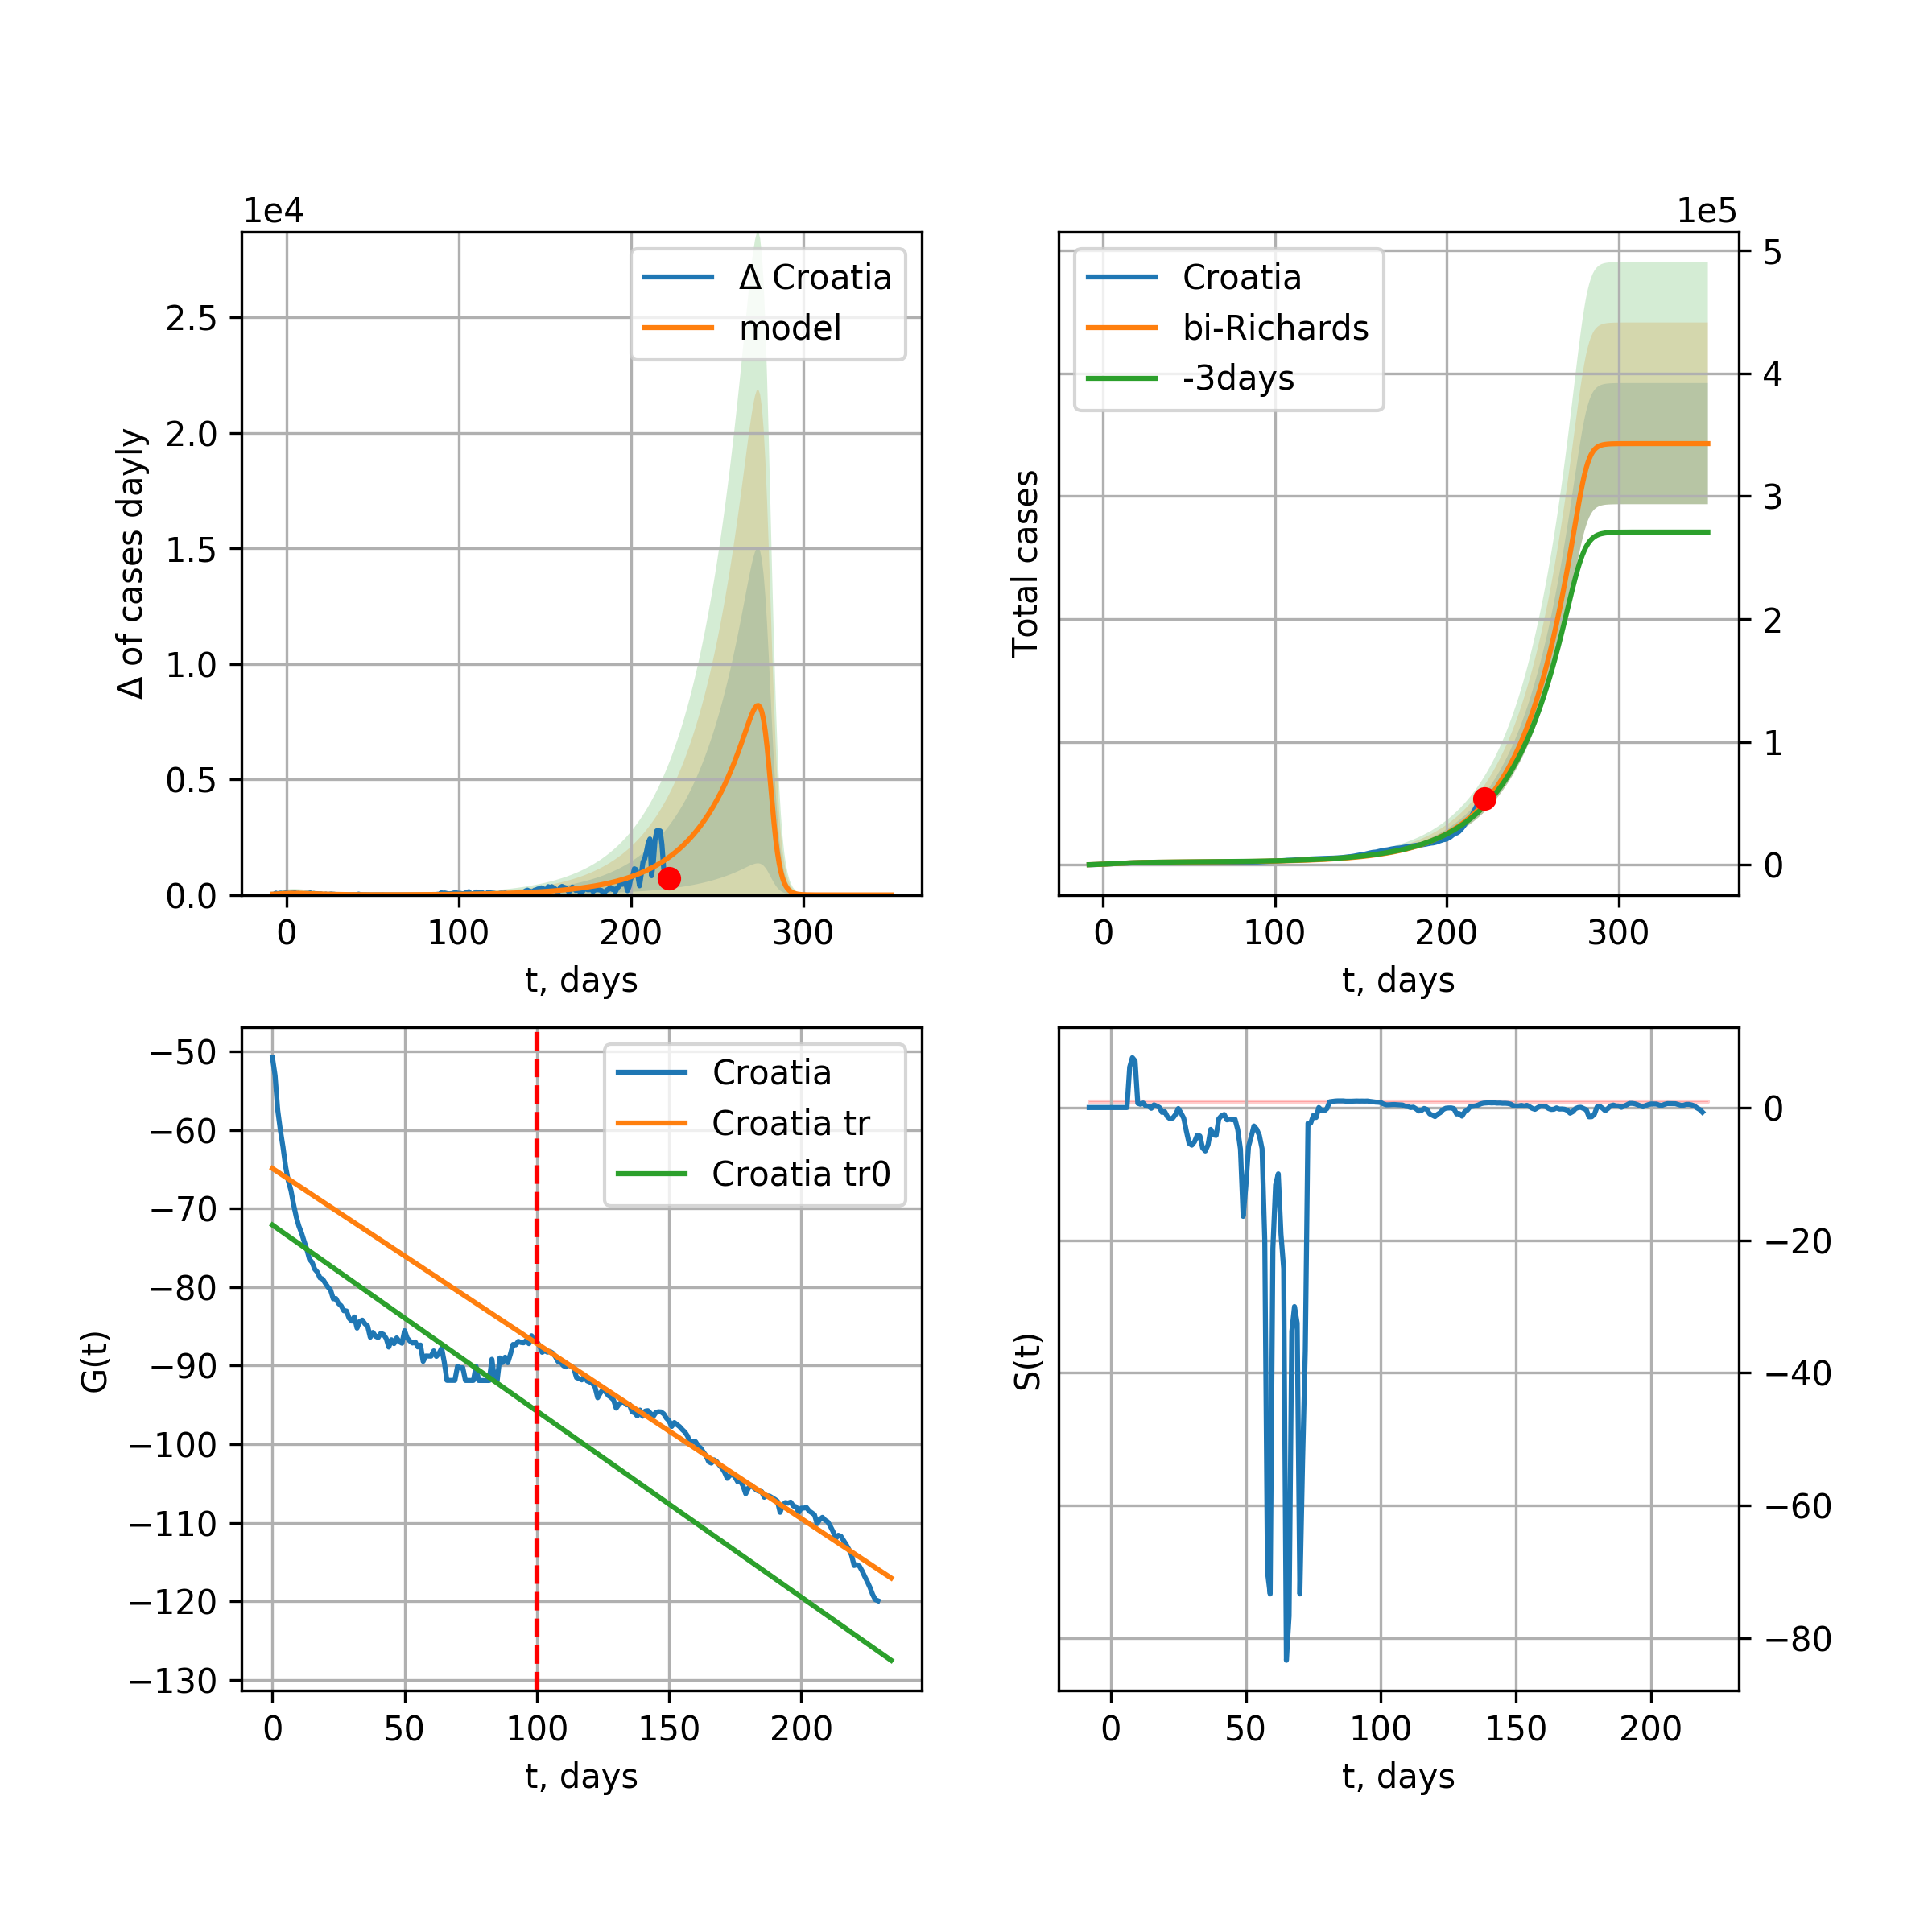 1e4
Δ of cases dayly
2.5
2.0
1.5
1.0
0.5
0.0
0 100 200 300
t, days
Δ Croatia
model
1e5
Total cases
5
4
3
2
1
0
0 100 200 300
t, days
Croatia
bi-Richards
-3days
G(t)
−50
−60
−70
−80
−90
−100
−110
−120
−130
0 50 100 150 200
t, days
Croatia
Croatia tr
Croatia tr0
S(t)
0
−20
−40
−60
−80
0 50 100 150 200
t, days